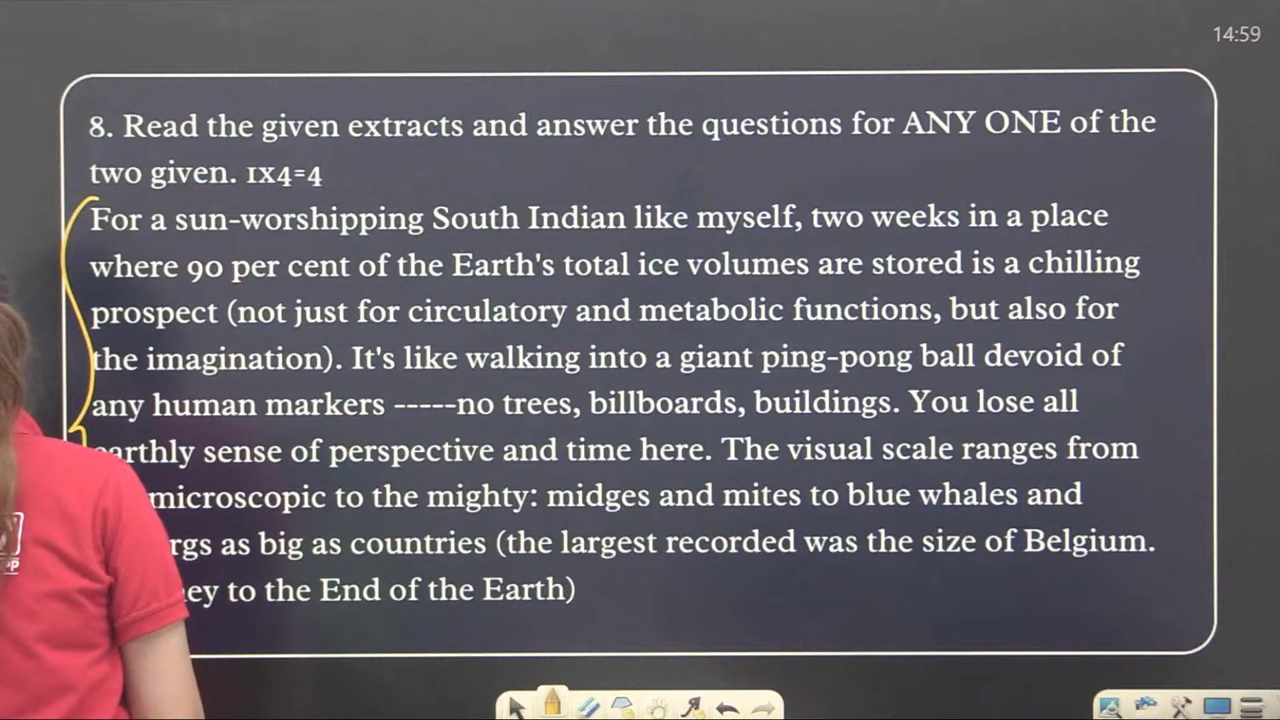 14:59
8. Read the given extracts and answer the questions for ANY ONE of the
two given. 1x4=4
For a sun-worshipping South Indian like myself, two weeks in a place
where 90 per cent of the Earth's total ice volumes are stored is a chilling
prospect (not just for circulatory and metabolic functions, but also for
the imagination). It's like walking into a giant ping-pong ball devoid of
any human markers -----no trees, billboards, buildings. You lose all
earthly sense of perspective and time here. The visual scale ranges from
microscopic to the mighty: midges and mites to blue whales and
as big as countries (the largest recorded was the size of Belgium.
to the End of the Earth)